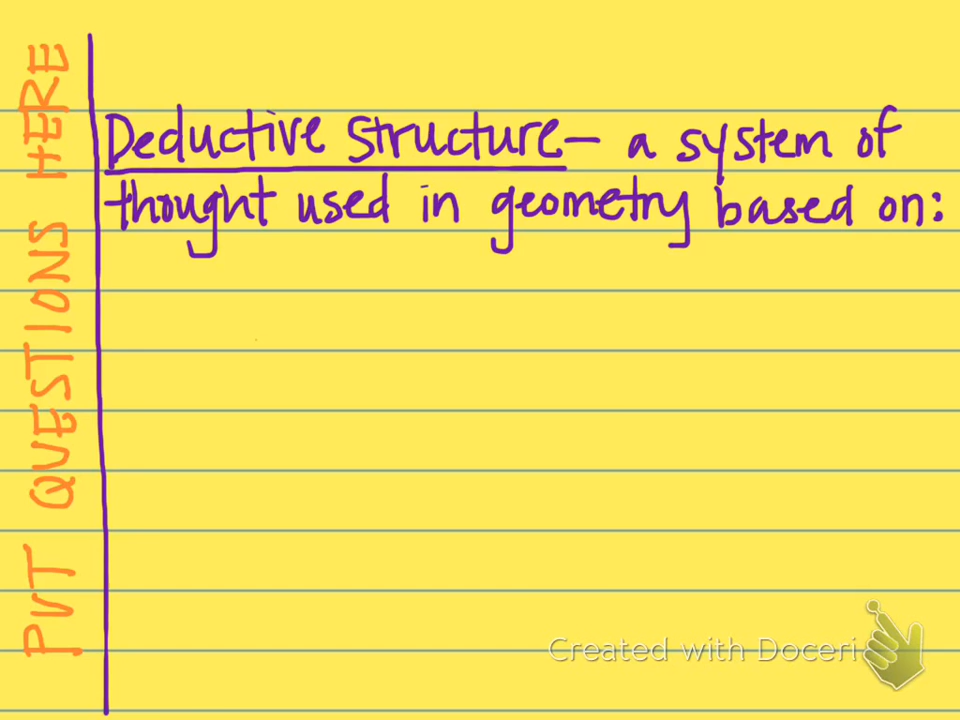 PUT QUESTIONS HERE
Deductive Structure – a system of
thought used in geometry based on:
Created with Doceri